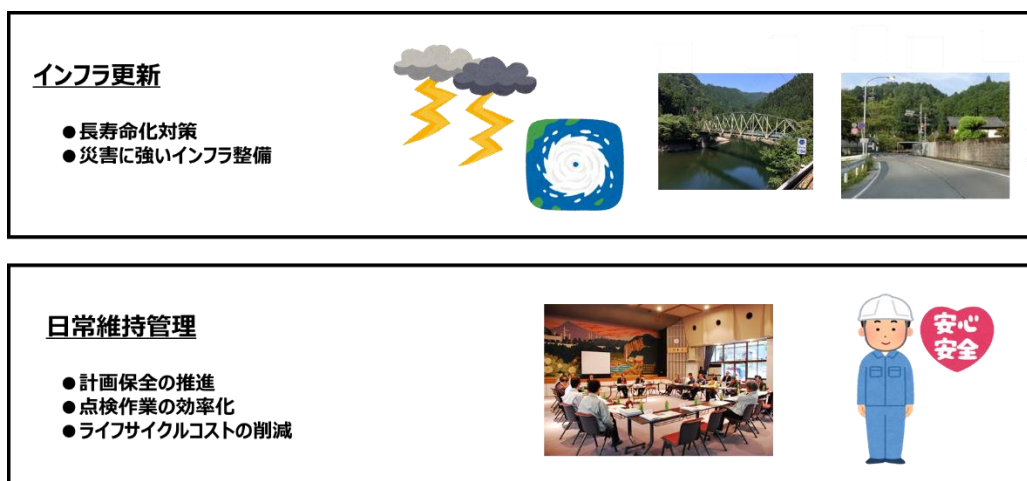 インフラ更新
●長寿命化対策
●災害に強いインフラ整備
日常維持管理
●計画保全の推進
●点検作業の効率化
●ライフサイクルコストの削減
安心
安全